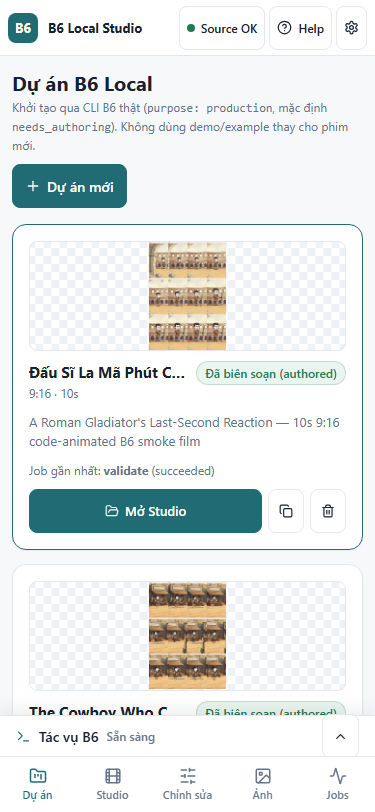 B6 B6 Local Studio Source OK Help
Dự án B6 Local
Khởi tạo qua CLI B6 thật (purpose: production, mặc định
needs_authoring). Không dùng demo/example thay cho phim
mới.
+ Dự án mới
Đấu Sĩ La Mã Phút C... Đã biên soạn (authored)
9:16 · 10s
A Roman Gladiator's Last-Second Reaction — 10s 9:16
code-animated B6 smoke film
Job gần nhất: validate (succeeded)
Mở Studio
The Cowboy Who C... Đã biên soạn (authored)
Tác vụ B6 Sẵn sàng
Dự án Studio Chỉnh sửa Ảnh Jobs